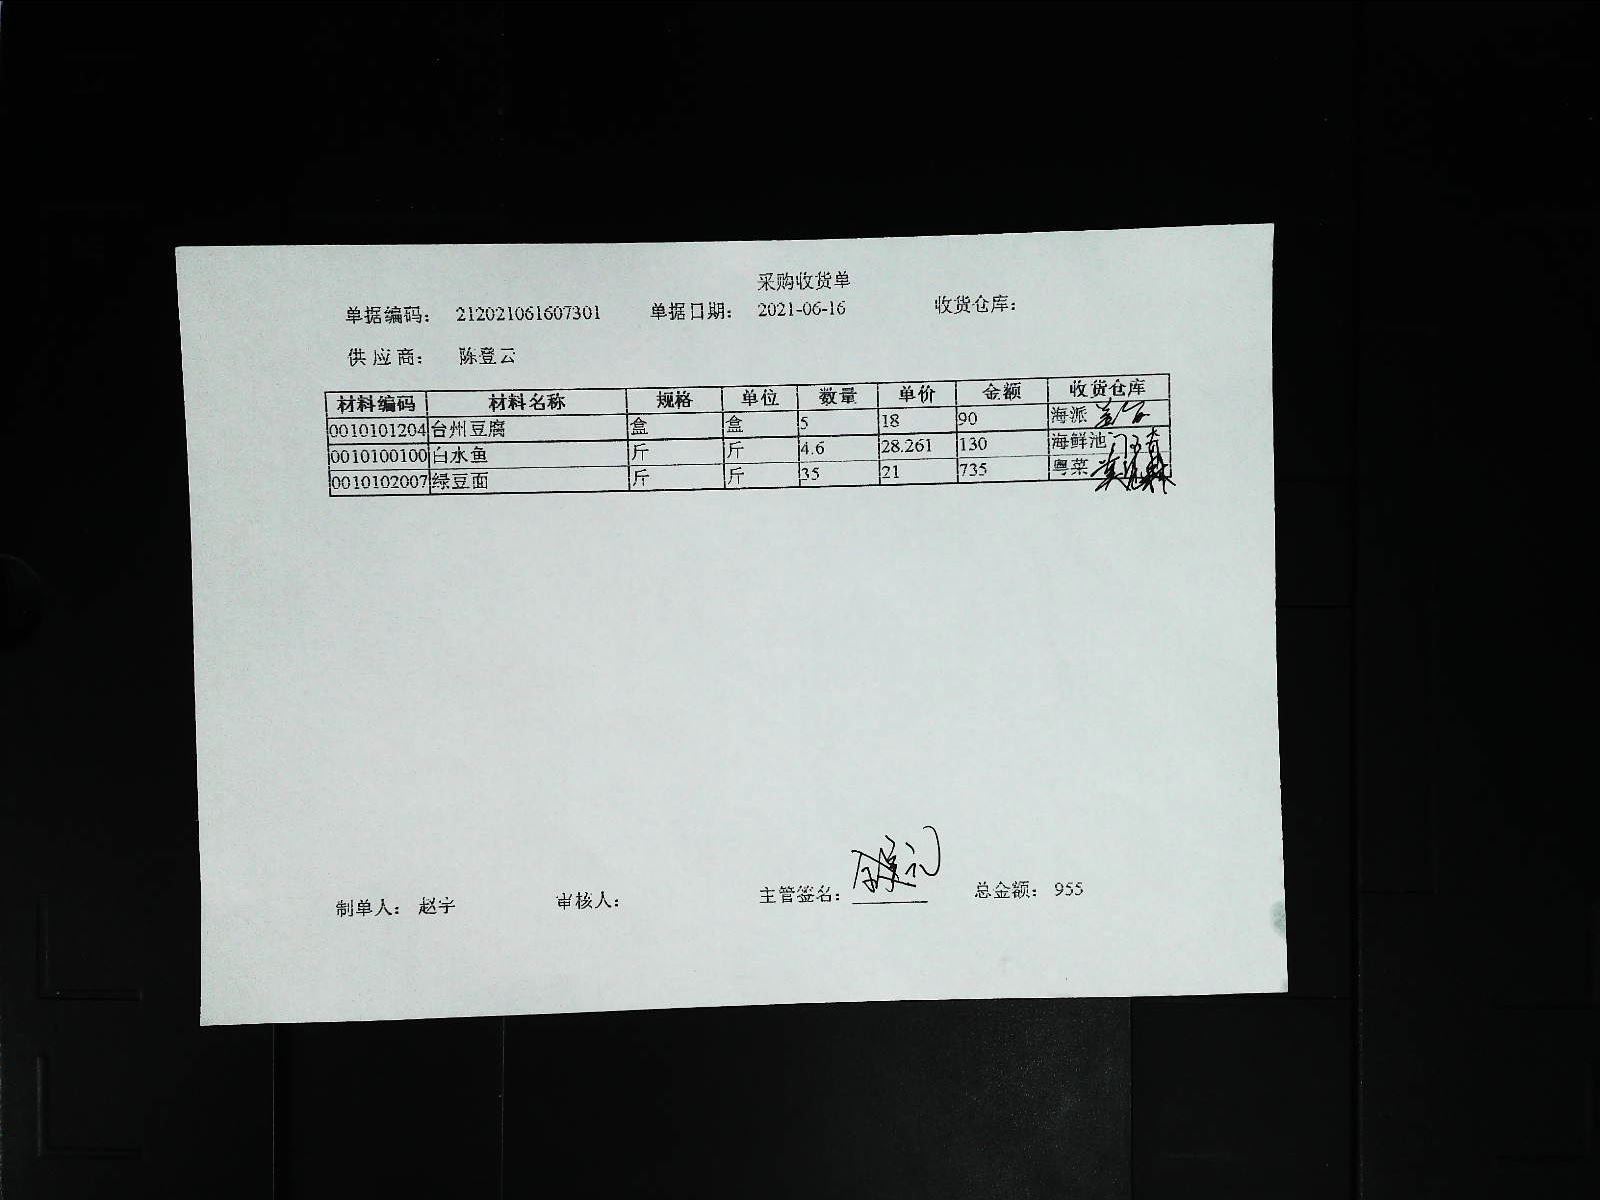 采购收货单
单据编码： 212021061607301 单据日期： 2021-06-16 收货仓库：
供应商： 陈登云
材料编码 材料名称 规格 单位 数量 单价 金额 收货仓库
0010101204 台州豆腐 盒 盒 5 18 90 海派
0010100100 白水鱼 斤 斤 4.6 28.261 130 海鲜池
0010102007 绿豆面 斤 斤 35 21 735 粤菜
制单人： 赵宇 审核人： 主管签名： 总金额： 955